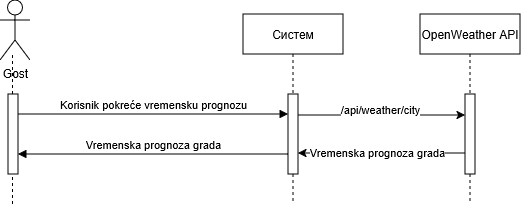 Gost
Систем
OpenWeather API
Korisnik pokreće vremensku prognozu
/api/weather/city
Vremenska prognoza grada
Vremenska prognoza grada